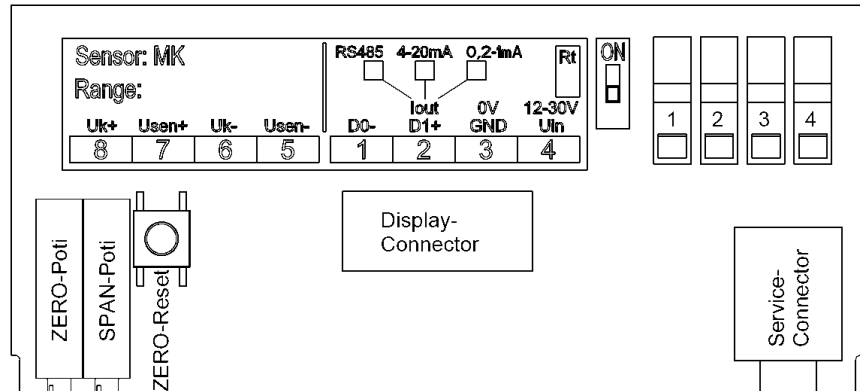 Sensor: MK
Range:
Uk+ Usen+ Uk- Usen-
8 7 6 5
RS485 4-20mA 0,2-1mA Rt
Iout 0V 12-30V
D0- D1+ GND Uin
1 2 3 4
ON
1 2 3 4
ZERO-Poti
SPAN-Poti
ZERO-Reset
Display-
Connector
Service-
Connector